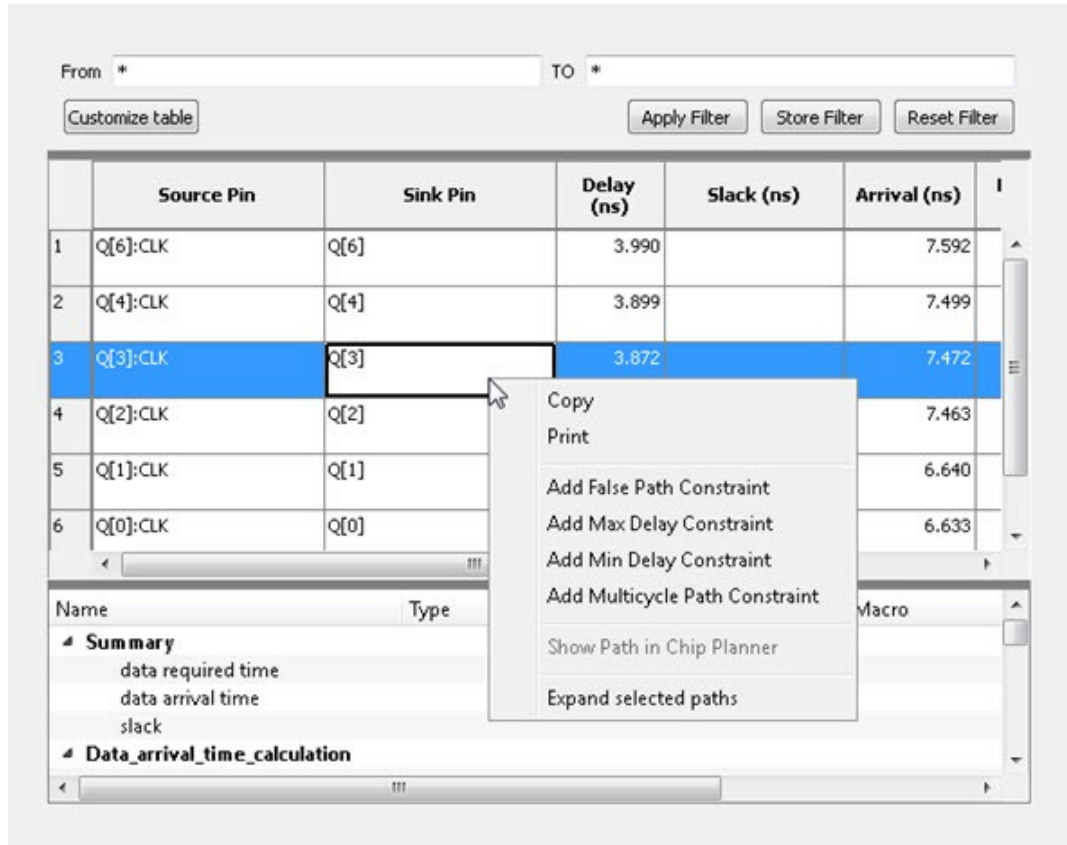 From * TO *
Customize table Apply Filter Store Filter Reset Filter
Source Pin Sink Pin Delay (ns) Slack (ns) Arrival (ns)
1 Q[6]:CLK Q[6] 3.990 7.592
2 Q[4]:CLK Q[4] 3.899 7.499
3 Q[3]:CLK Q[3] 3.872 7.472
Copy
4 Q[2]:CLK Q[2] 7.463
Print
5 Q[1]:CLK Q[1] 6.640
Add False Path Constraint
6 Q[0]:CLK Q[0] 6.633
Add Max Delay Constraint
Add Min Delay Constraint
Add Multicycle Path Constraint
Name Type Macro
Summary
Show Path in Chip Planner
data required time
data arrival time
Expand selected paths
slack
Data_arrival_time_calculation